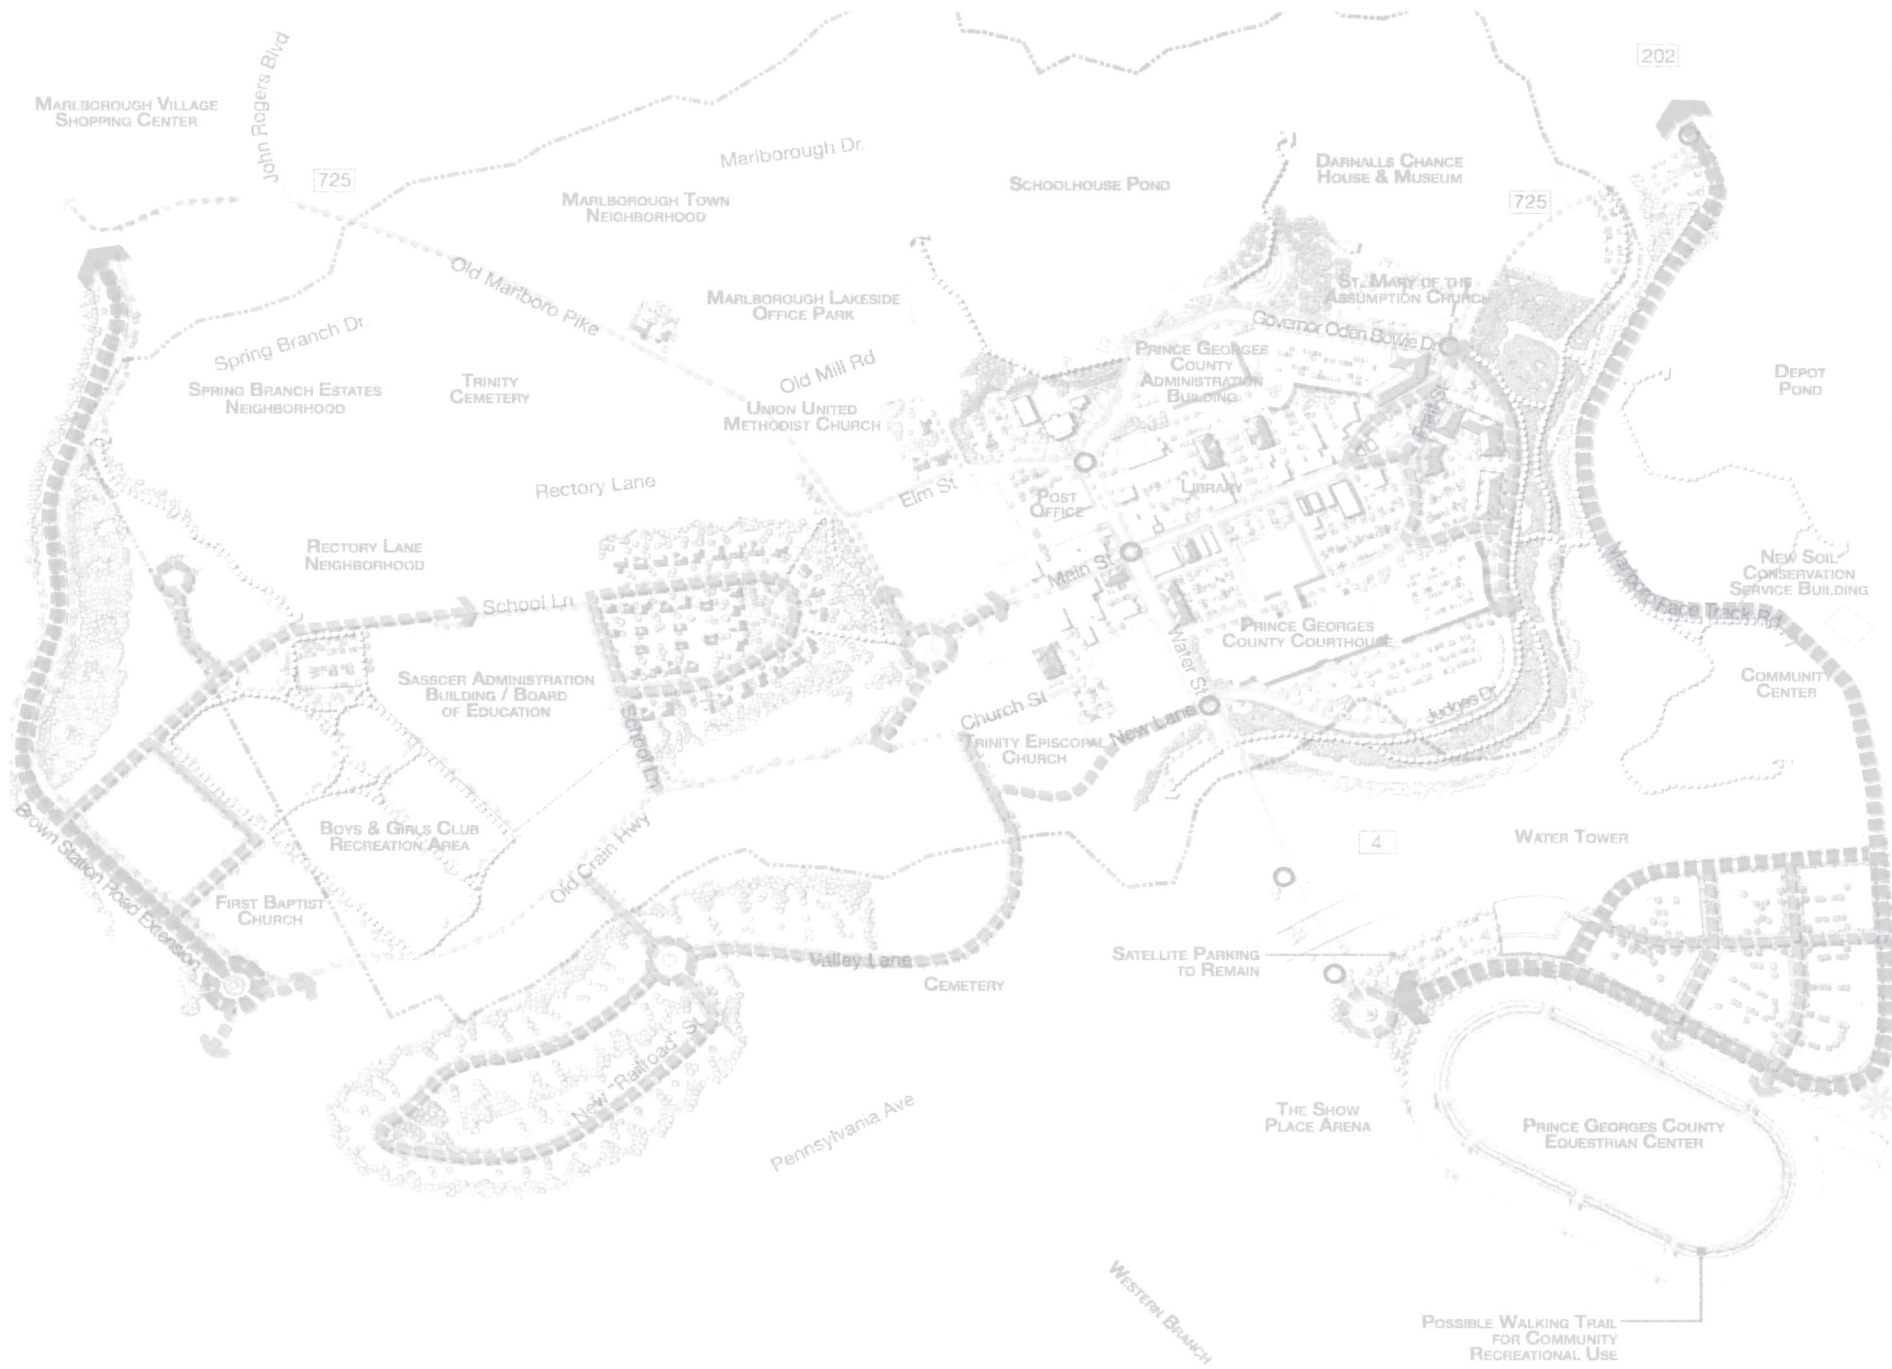 202
John Rogers Blvd
MARLBOROUGH VILLAGE
SHOPPING CENTER
725
Marlborough Dr.
MARLBOROUGH TOWN
NEIGHBORHOOD
SCHOOLHOUSE POND
DARNALLS CHANCE
HOUSE & MUSEUM
725
Old Marlboro Pike
MARLBOROUGH LAKESIDE
OFFICE PARK
ST. MARY OF THE
ASSUMPTION CHURCH
Governor Oden Bowie Dr
Spring Branch Dr.
SPRING BRANCH ESTATES
NEIGHBORHOOD
TRINITY
CEMETERY
Old Mill Rd
UNION UNITED
METHODIST CHURCH
PRINCE GEORGES
COUNTY
ADMINISTRATION
BUILDING
DEPOT
POND
Rectory Lane
Elm St
POST
OFFICE
LIBRARY
RECTORY LANE
NEIGHBORHOOD
School Ln
Main St
NEW SOIL
CONSERVATION
SERVICE BUILDING
PRINCE GEORGES
COUNTY COURTHOUSE
Water St
SASSCER ADMINISTRATION
BUILDING / BOARD
OF EDUCATION
School Ln
Church St
New Lane
Judges Dr
COMMUNITY
CENTER
TRINITY EPISCOPAL
CHURCH
Brown Station Road Extension
BOYS & GIRLS CLUB
RECREATION AREA
Old Crain Hwy
4
WATER TOWER
FIRST BAPTIST
CHURCH
Valley Lane
CEMETERY
SATELLITE PARKING
TO REMAIN
New "Railroad" St
Pennsylvania Ave
THE SHOW
PLACE ARENA
PRINCE GEORGES COUNTY
EQUESTRIAN CENTER
WESTERN BRANCH
POSSIBLE WALKING TRAIL
FOR COMMUNITY
RECREATIONAL USE